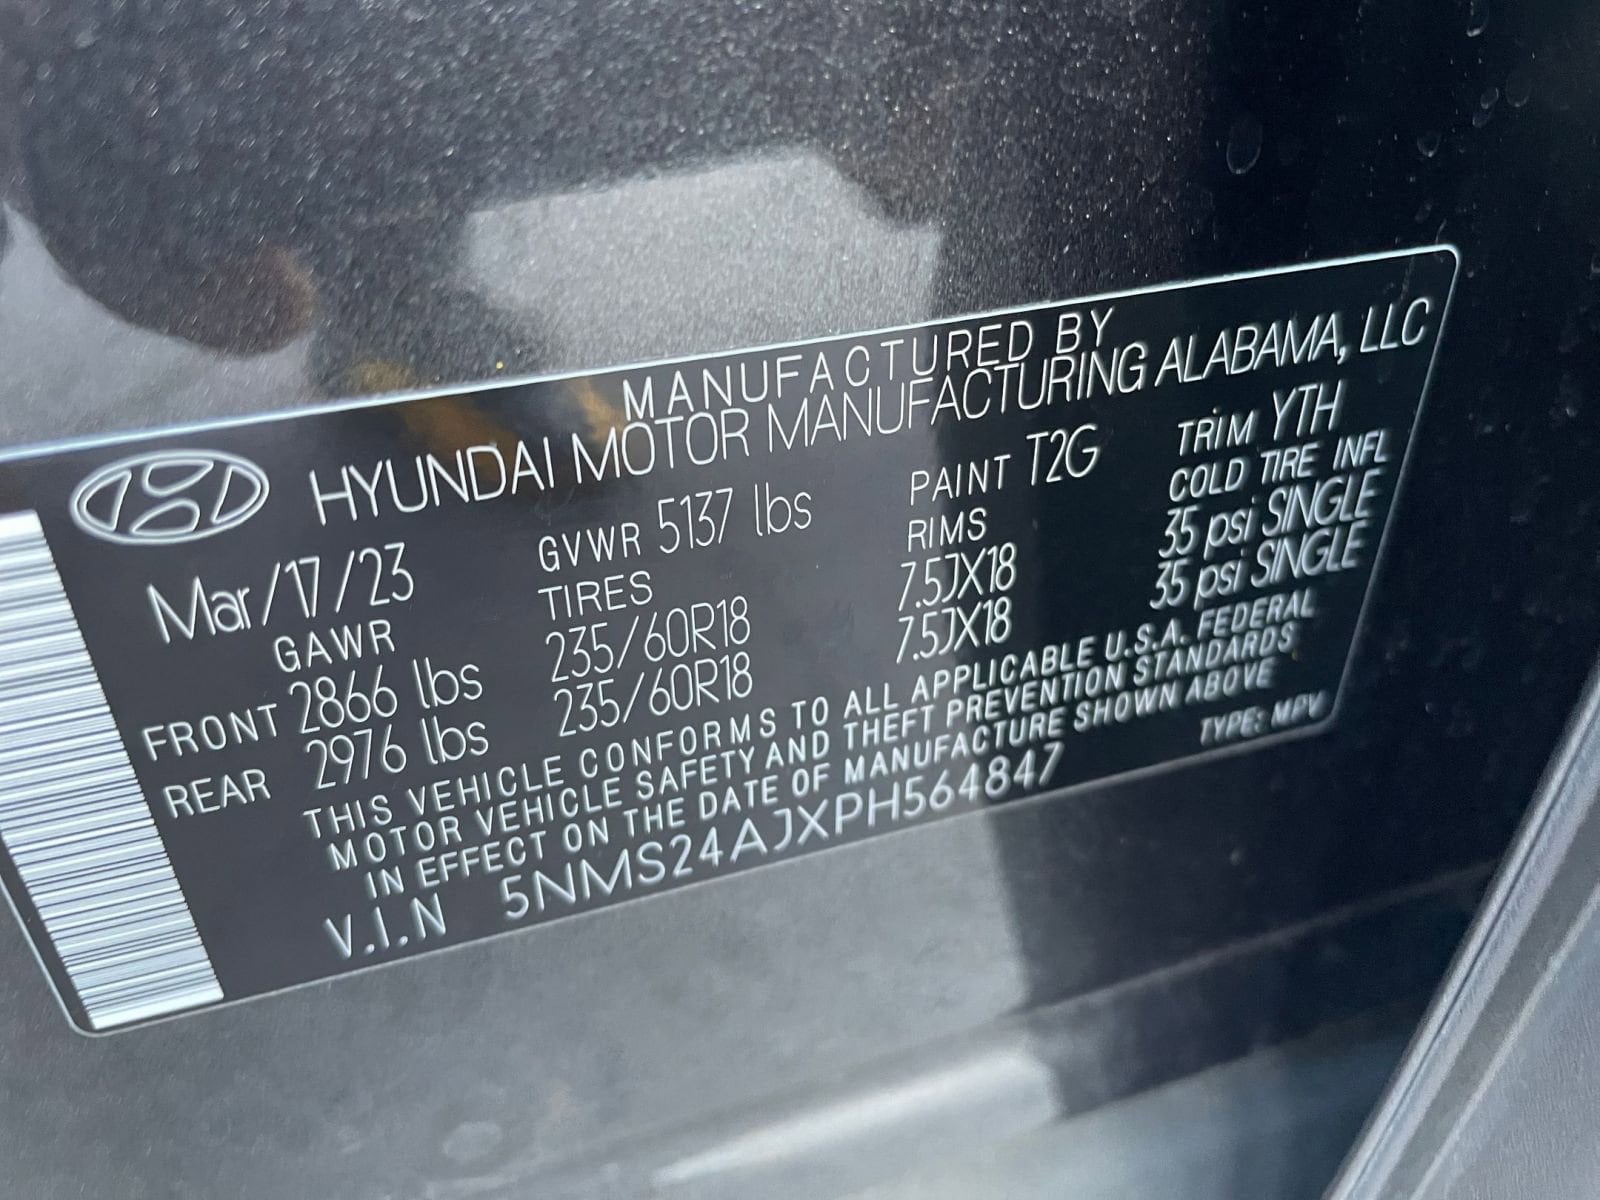 MANUFACTURED BY
HYUNDAI MOTOR MANUFACTURING ALABAMA, LLC
Mar/17/23 GVWR 5137 lbs PAINT T2G TRIM YTH
GAWR TIRES RIMS COLD TIRE INFL
FRONT 2866 lbs 235/60R18 7.5JX18 35 psi SINGLE
REAR 2976 lbs 235/60R18 7.5JX18 35 psi SINGLE
THIS VEHICLE CONFORMS TO ALL APPLICABLE U.S.A. FEDERAL
MOTOR VEHICLE SAFETY AND THEFT PREVENTION STANDARDS
IN EFFECT ON THE DATE OF MANUFACTURE SHOWN ABOVE
V.I.N 5NMS24AJXPH564847 TYPE: MPV